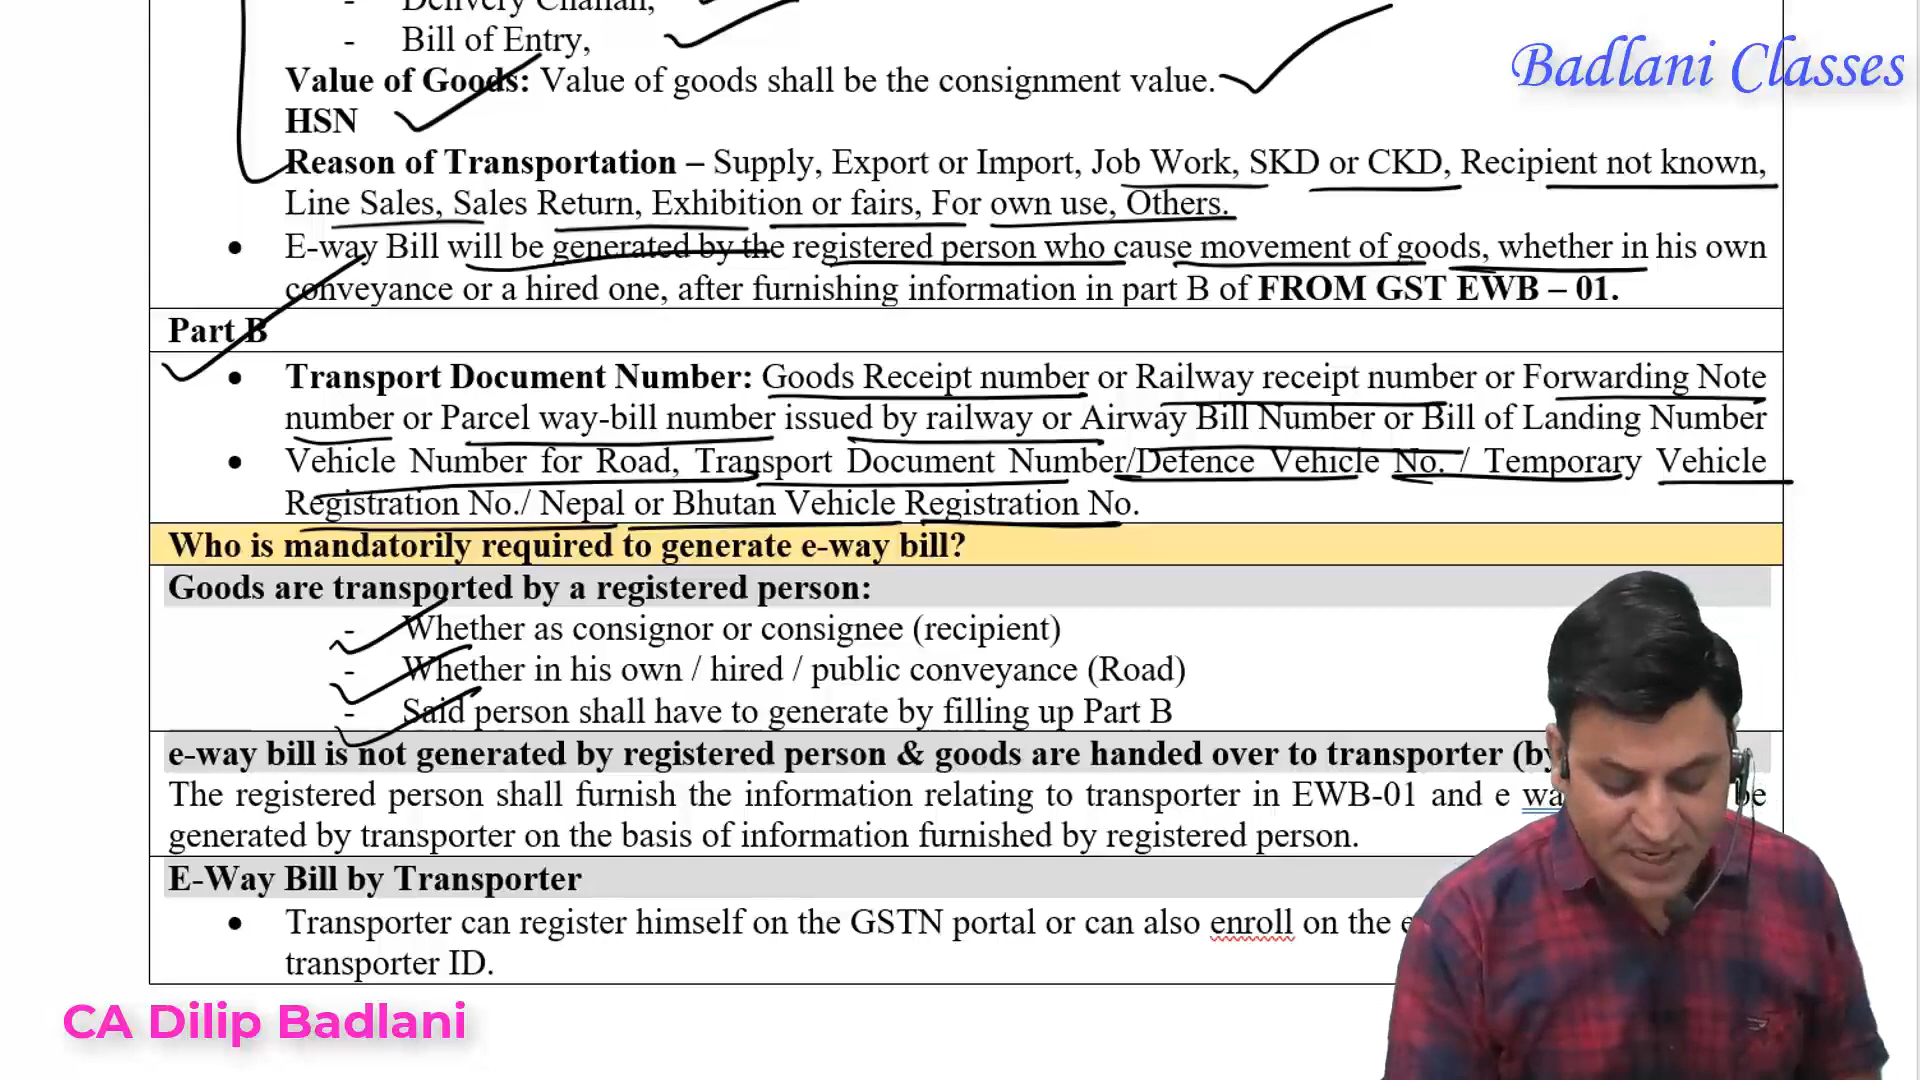 - Delivery Challan,
- Bill of Entry,
Badlani Classes
Value of Goods: Value of goods shall be the consignment value.
HSN
Reason of Transportation – Supply, Export or Import, Job Work, SKD or CKD, Recipient not known,
Line Sales, Sales Return, Exhibition or fairs, For own use, Others.
• E-way Bill will be generated by the registered person who cause movement of goods, whether in his own
conveyance or a hired one, after furnishing information in part B of FROM GST EWB – 01.
Part B
• Transport Document Number: Goods Receipt number or Railway receipt number or Forwarding Note
number or Parcel way-bill number issued by railway or Airway Bill Number or Bill of Landing Number
• Vehicle Number for Road, Transport Document Number/Defence Vehicle No. / Temporary Vehicle
Registration No./ Nepal or Bhutan Vehicle Registration No.
Who is mandatorily required to generate e-way bill?
Goods are transported by a registered person:
- Whether as consignor or consignee (recipient)
- Whether in his own / hired / public conveyance (Road)
- Said person shall have to generate by filling up Part B
e-way bill is not generated by registered person & goods are handed over to transporter (by
The registered person shall furnish the information relating to transporter in EWB-01 and e
generated by transporter on the basis of information furnished by registered person.
E-Way Bill by Transporter
• Transporter can register himself on the GSTN portal or can also enroll on the
transporter ID.
CA Dilip Badlani